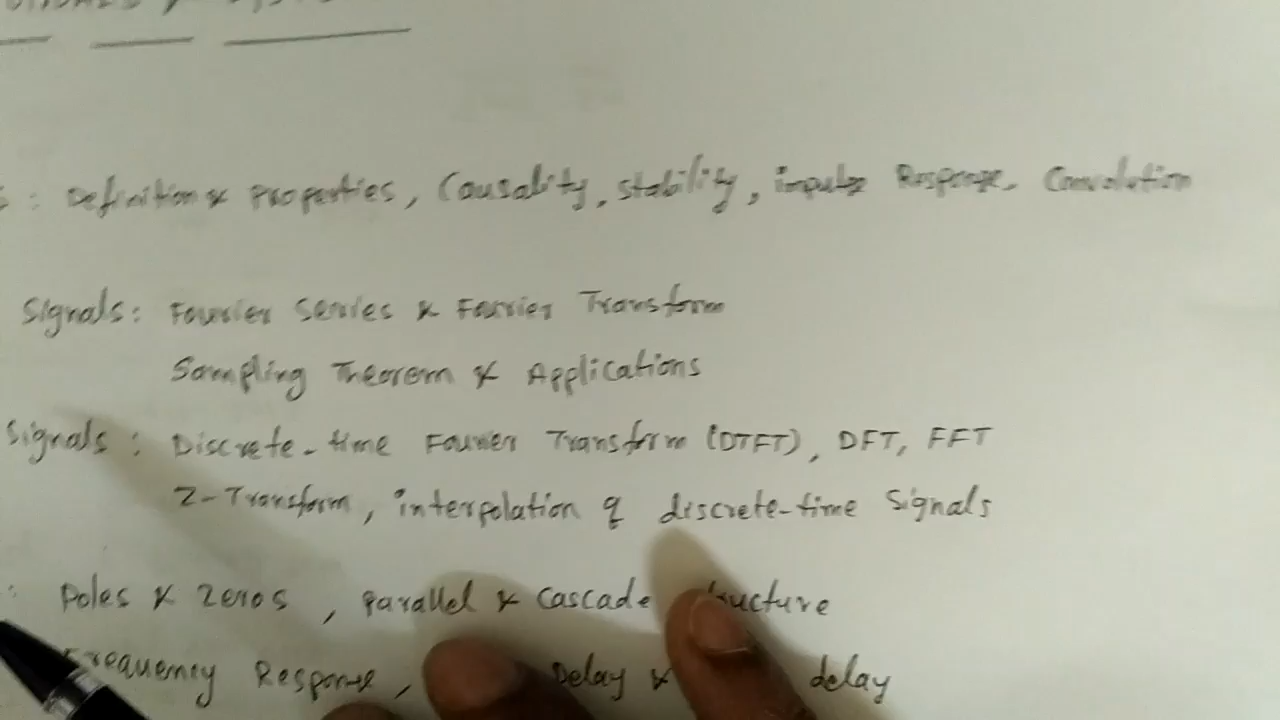 : Definition & Properties, Causality, stability, impulse Response, Convolution
Signals: Fourier Series & Fourier Transform
Sampling Theorem & Applications
Signals: Discrete-time Fourier Transform (DTFT), DFT, FFT
Z-Transform, interpolation of discrete-time Signals
: Poles & Zeros, parallel & Cascade
Frequency Response, Delay & delay